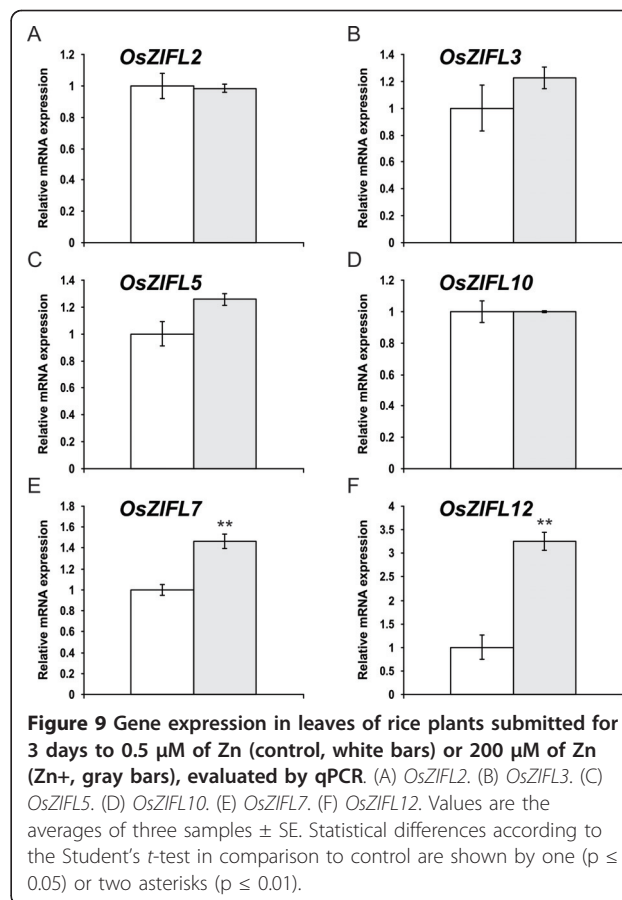 A
OsZIFL2
Relative mRNA expression
1.2
1
0.8
0.6
0.4
0.2
0
B
OsZIFL3
Relative mRNA expression
1.4
1.2
1
0.8
0.6
0.4
0.2
0
C
OsZIFL5
Relative mRNA expression
1.4
1.2
1
0.8
0.6
0.4
0.2
0
D
OsZIFL10
Relative mRNA expression
1.2
1
0.8
0.6
0.4
0.2
0
E
OsZIFL7
**
Relative mRNA expression
1.8
1.6
1.4
1.2
1
0.8
0.6
0.4
0.2
0
F
OsZIFL12
**
Relative mRNA expression
4
3.5
3
2.5
2
1.5
1
0.5
0
Figure 9 Gene expression in leaves of rice plants submitted for
3 days to 0.5 μM of Zn (control, white bars) or 200 μM of Zn
(Zn+, gray bars), evaluated by qPCR. (A) OsZIFL2. (B) OsZIFL3. (C)
OsZIFL5. (D) OsZIFL10. (E) OsZIFL7. (F) OsZIFL12. Values are the
averages of three samples ± SE. Statistical differences according to
the Student's t-test in comparison to control are shown by one (p ≤
0.05) or two asterisks (p ≤ 0.01).